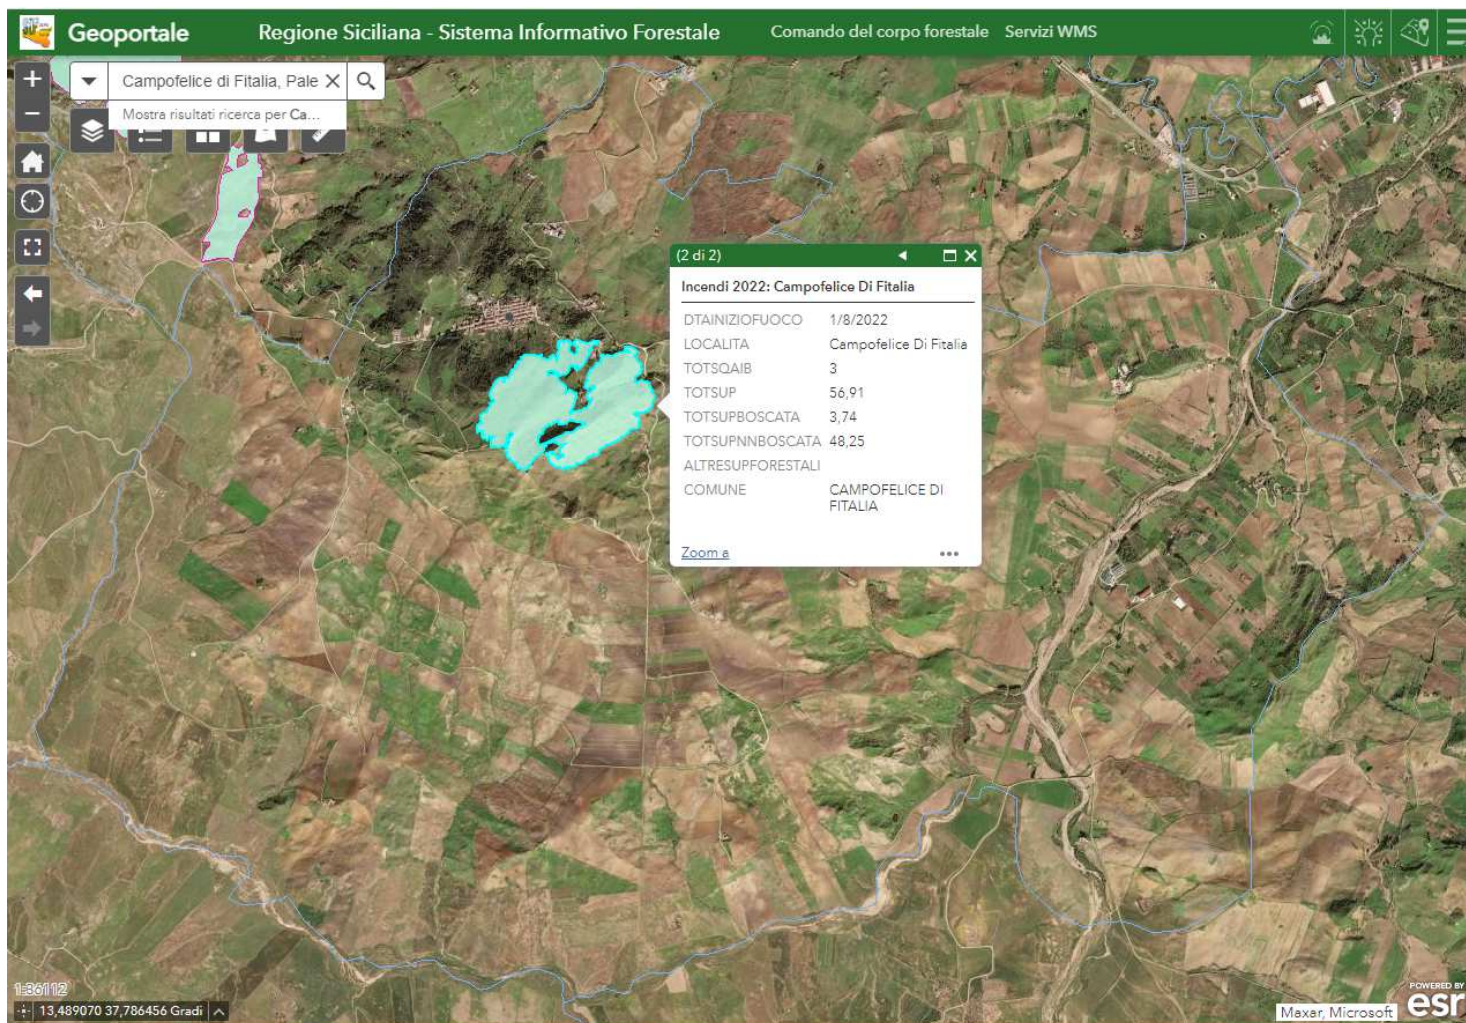 Geoportale
Regione Siciliana - Sistema Informativo Forestale
Comando del corpo forestale Servizi WMS
Campofelice di Fitalia, Pale
Mostra risultati ricerca per Ca...
(2 di 2)
Incendi 2022: Campofelice Di Fitalia
DTAINIZIOFUOCO 1/8/2022
LOCALITA Campofelice Di Fitalia
TOTSQAIB 3
TOTSUP 56,91
TOTSUPBOSCATA 3,74
TOTSUPNNBOSCATA 48,25
ALTRESUPFORESTALI
COMUNE CAMPOFELICE DI
FITALIA
Zoom a
1:36112
13,489070 37,786456 Gradi
Maxar, Microsoft
POWERED BY
esri